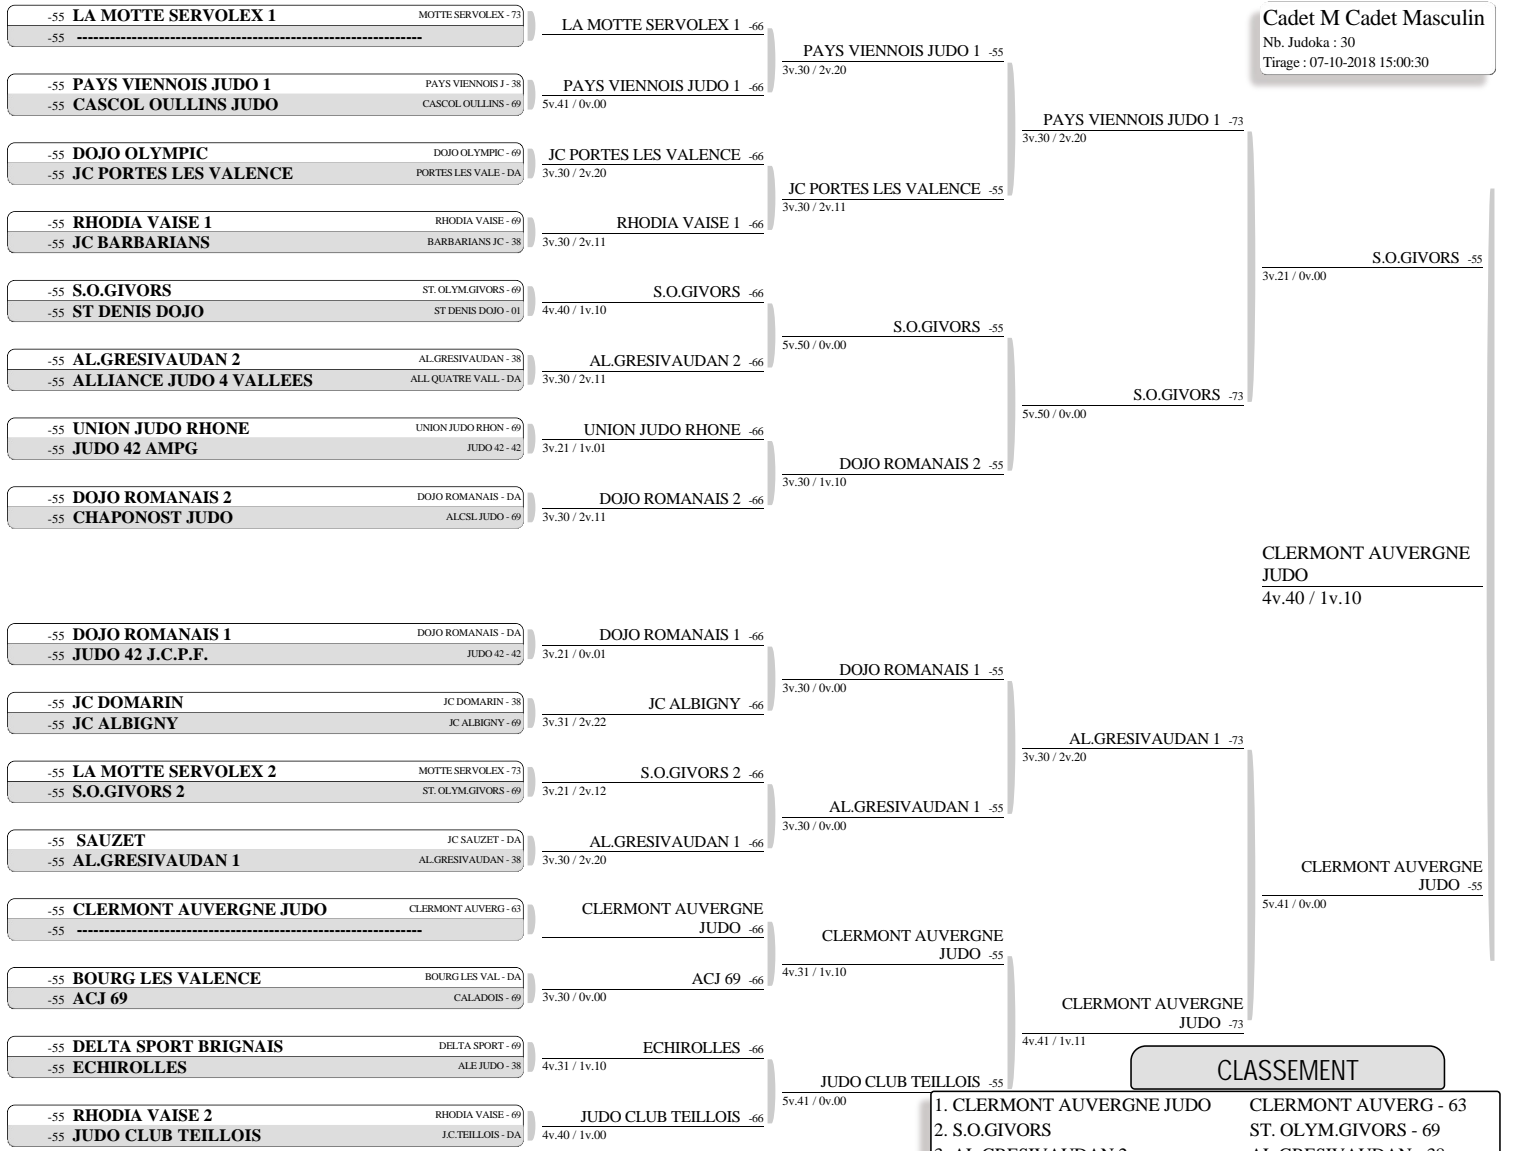 Cadet M Cadet Masculin
Nb. Judoka : 30
Tirage : 07-10-2018 15:00:30
-55 LA MOTTE SERVOLEX 1 MOTTE SERVOLEX - 73
-55 ----------------------------------------------------------------
-55 PAYS VIENNOIS JUDO 1 PAYS VIENNOIS J - 38
-55 CASCOL OULLINS JUDO CASCOL OULLINS - 69
-55 DOJO OLYMPIC DOJO OLYMPIC - 69
-55 JC PORTES LES VALENCE PORTES LES VALE - DA
-55 RHODIA VAISE 1 RHODIA VAISE - 69
-55 JC BARBARIANS BARBARIANS JC - 38
-55 S.O.GIVORS ST. OLYM.GIVORS - 69
-55 ST DENIS DOJO ST DENIS DOJO - 01
-55 AL.GRESIVAUDAN 2 AL.GRESIVAUDAN - 38
-55 ALLIANCE JUDO 4 VALLEES ALL QUATRE VALL - DA
-55 UNION JUDO RHONE UNION JUDO RHON - 69
-55 JUDO 42 AMPG JUDO 42 - 42
-55 DOJO ROMANAIS 2 DOJO ROMANAIS - DA
-55 CHAPONOST JUDO ALCSL JUDO - 69
-55 DOJO ROMANAIS 1 DOJO ROMANAIS - DA
-55 JUDO 42 J.C.P.F. JUDO 42 - 42
-55 JC DOMARIN JC DOMARIN - 38
-55 JC ALBIGNY JC ALBIGNY - 69
-55 LA MOTTE SERVOLEX 2 MOTTE SERVOLEX - 73
-55 S.O.GIVORS 2 ST. OLYM.GIVORS - 69
-55 SAUZET JC SAUZET - DA
-55 AL.GRESIVAUDAN 1 AL.GRESIVAUDAN - 38
-55 CLERMONT AUVERGNE JUDO CLERMONT AUVERG - 63
-55 ----------------------------------------------------------------
-55 BOURG LES VALENCE BOURG LES VAL - DA
-55 ACJ 69 CALADOIS - 69
-55 DELTA SPORT BRIGNAIS DELTA SPORT - 69
-55 ECHIROLLES ALE JUDO - 38
-55 RHODIA VAISE 2 RHODIA VAISE - 69
-55 JUDO CLUB TEILLOIS J.C.TEILLOIS - DA
LA MOTTE SERVOLEX 1 -66
PAYS VIENNOIS JUDO 1 -66
5v.41 / 0v.00
JC PORTES LES VALENCE -66
3v.30 / 2v.20
RHODIA VAISE 1 -66
3v.30 / 2v.11
S.O.GIVORS -66
4v.40 / 1v.10
AL.GRESIVAUDAN 2 -66
3v.30 / 2v.11
UNION JUDO RHONE -66
3v.21 / 1v.01
DOJO ROMANAIS 2 -66
3v.30 / 2v.11
DOJO ROMANAIS 1 -66
3v.21 / 0v.01
JC ALBIGNY -66
3v.31 / 2v.22
S.O.GIVORS 2 -66
3v.21 / 2v.12
AL.GRESIVAUDAN 1 -66
3v.30 / 2v.20
CLERMONT AUVERGNE
JUDO -66
ACJ 69 -66
3v.30 / 0v.00
ECHIROLLES -66
4v.31 / 1v.10
JUDO CLUB TEILLOIS -66
4v.40 / 1v.00
PAYS VIENNOIS JUDO 1 -55
3v.30 / 2v.20
JC PORTES LES VALENCE -55
3v.30 / 2v.11
S.O.GIVORS -55
5v.50 / 0v.00
DOJO ROMANAIS 2 -55
3v.30 / 1v.10
DOJO ROMANAIS 1 -55
3v.30 / 0v.00
AL.GRESIVAUDAN 1 -55
3v.30 / 0v.00
CLERMONT AUVERGNE
JUDO -55
4v.31 / 1v.10
JUDO CLUB TEILLOIS -55
5v.41 / 0v.00
PAYS VIENNOIS JUDO 1 -73
3v.30 / 2v.20
S.O.GIVORS -73
5v.50 / 0v.00
AL.GRESIVAUDAN 1 -73
3v.30 / 2v.20
CLERMONT AUVERGNE
JUDO -73
4v.41 / 1v.11
S.O.GIVORS -55
3v.21 / 0v.00
CLERMONT AUVERGNE
JUDO -55
5v.41 / 0v.00
CLERMONT AUVERGNE
JUDO
4v.40 / 1v.10
CLASSEMENT
1. CLERMONT AUVERGNE JUDO CLERMONT AUVERG - 63
2. S.O.GIVORS ST. OLYM.GIVORS - 69